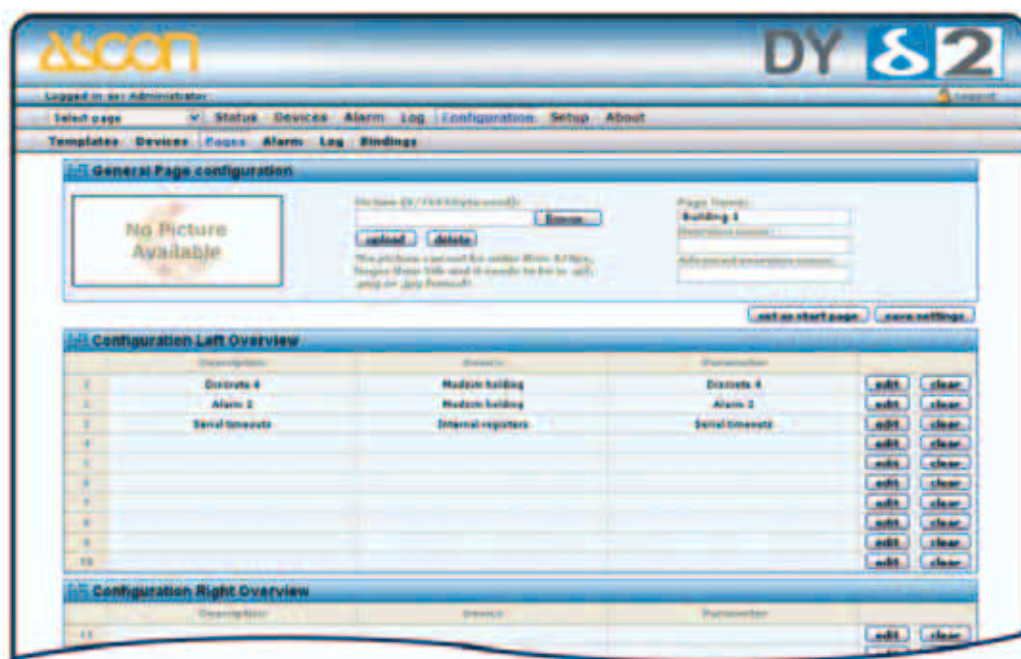 ASCON
DY δ 2
Logged in as: Administrator
Logout
Select page Status Devices Alarm Log Configuration Setup About
Templates Devices Pages Alarm Log Bindings
General Page configuration
No Picture
Available
Page Name:
Browse...
Building 1
upload delete
set as start page save settings
Configuration Left Overview
Description Device Parameter
1 Discrete 4 Modsim holding Discrete 4 edit clear
2 Alarm 2 Modsim holding Alarm 2 edit clear
3 Serial timeouts Internal registers Serial timeouts edit clear
4 edit clear
5 edit clear
6 edit clear
7 edit clear
8 edit clear
9 edit clear
10 edit clear
Configuration Right Overview
Description Device Parameter
11 edit clear